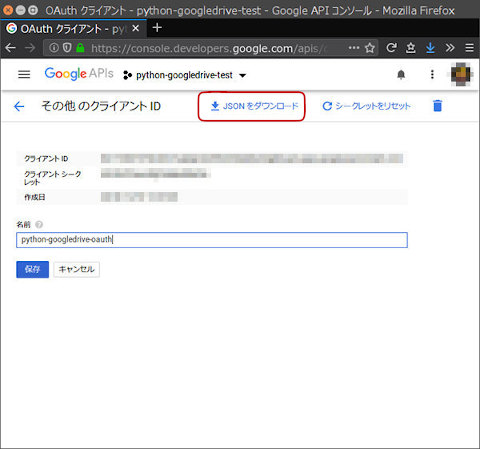 OAuth クライアント - python-googledrive-test - Google API コンソール - Mozilla Firefox
OAuth クライアント - pyt
https://console.developers.google.com/apis/c
Google APIs
python-googledrive-test
その他 のクライアント ID
JSON をダウンロード
シークレットをリセット
クライアント ID
クライアント シーク
レット
作成日
名前
python-googledrive-oauth
保存
キャンセル